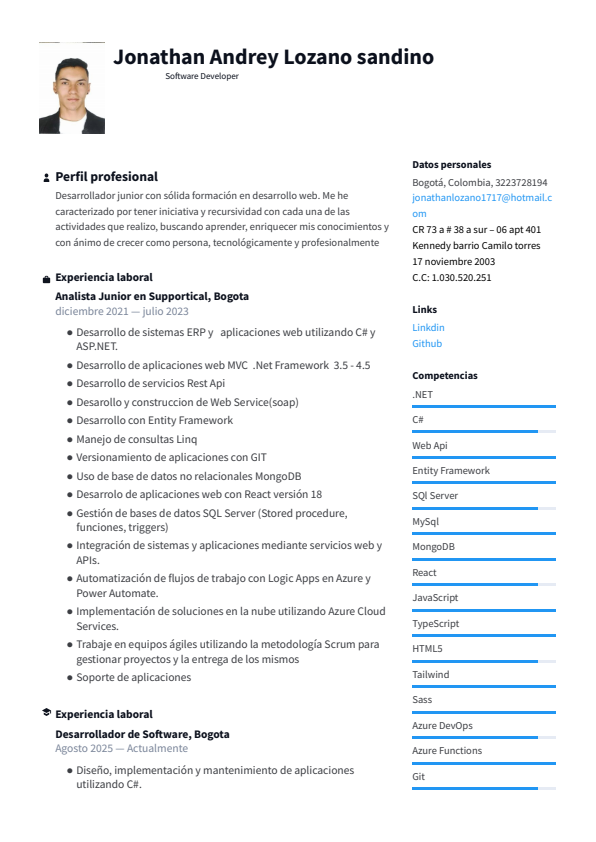 Jonathan Andrey Lozano sandino
Software Developer
Perfil profesional
Desarrollador junior con sólida formación en desarrollo web. Me he
caracterizado por tener iniciativa y recursividad con cada una de las
actividades que realizo, buscando aprender, enriquecer mis conocimientos y
con ánimo de crecer como persona, tecnológicamente y profesionalmente
Experiencia laboral
Analista Junior en Supportical, Bogota
diciembre 2021 — julio 2023
● Desarrollo de sistemas ERP y aplicaciones web utilizando C# y
ASP.NET.
● Desarrollo de aplicaciones web MVC .Net Framework 3.5 - 4.5
● Desarrollo de servicios Rest Api
● Desarollo y construccion de Web Service(soap)
● Desarrollo con Entity Framework
● Manejo de consultas Linq
● Versionamiento de aplicaciones con GIT
● Uso de base de datos no relacionales MongoDB
● Desarrolo de aplicaciones web con React versión 18
● Gestión de bases de datos SQL Server (Stored procedure,
funciones, triggers)
● Integración de sistemas y aplicaciones mediante servicios web y
APIs.
● Automatización de flujos de trabajo con Logic Apps en Azure y
Power Automate.
● Implementación de soluciones en la nube utilizando Azure Cloud
Services.
● Trabaje en equipos ágiles utilizando la metodología Scrum para
gestionar proyectos y la entrega de los mismos
● Soporte de aplicaciones
Experiencia laboral
Desarrollador de Software, Bogota
Agosto 2025 — Actualmente
● Diseño, implementación y mantenimiento de aplicaciones
utilizando C#.
Datos personales
Bogotá, Colombia, 3223728194
jonathanlozano1717@hotmail.c
om
CR 73 a # 38 a sur – 06 apt 401
Kennedy barrio Camilo torres
17 noviembre 2003
C.C: 1.030.520.251
Links
Linkdin
Github
Competencias
.NET
C#
Web Api
Entity Framework
SQl Server
MySql
MongoDB
React
JavaScript
TypeScript
HTML5
Tailwind
Sass
Azure DevOps
Azure Functions
Git